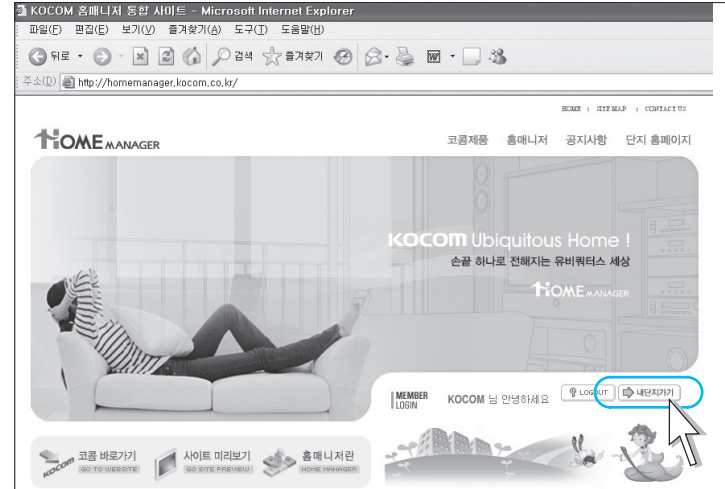 KOCOM 홈매니저 통합 사이트 - Microsoft Internet Explorer
파일(F) 편집(E) 보기(V) 즐겨찾기(A) 도구(T) 도움말(H)
뒤로 검색 즐겨찾기
주소(D) http://homemanager.kocom.co.kr/
HOME | SITEMAP | CONTACT US
HOME MANAGER 코콤제품 홈매니저 공지사항 단지 홈페이지
KOCOM Ubiquitous Home !
손끝 하나로 전해지는 유비쿼터스 세상
HOME MANAGER
MEMBER LOGIN KOCOM 님 안녕하세요 LOGOUT 내단지가기
KOCOM 코콤 바로가기 GO TO WEBSITE 사이트 미리보기 GO SITE PREVIEW 홈매니저란 HOME MANAGER